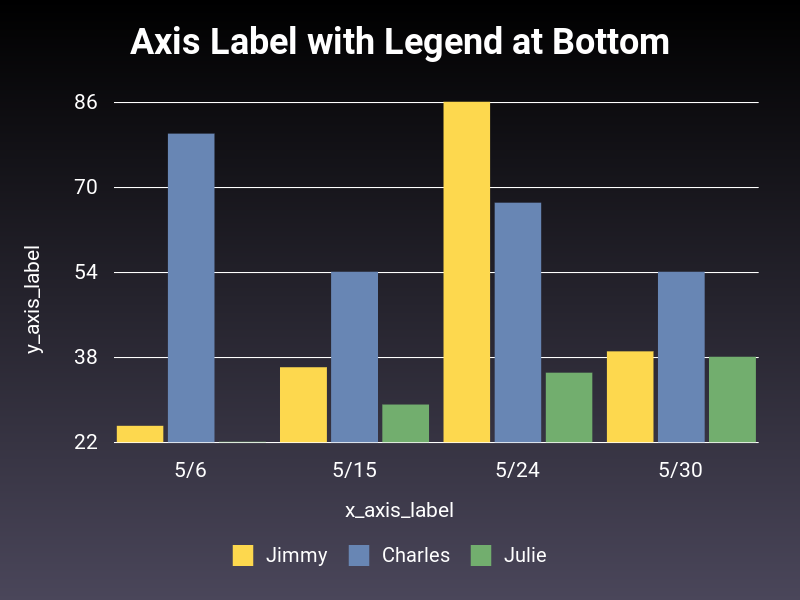 Axis Label with Legend at Bottom
86
70
54
38
22
y_axis_label
5/6 5/15 5/24 5/30
x_axis_label
Jimmy Charles Julie